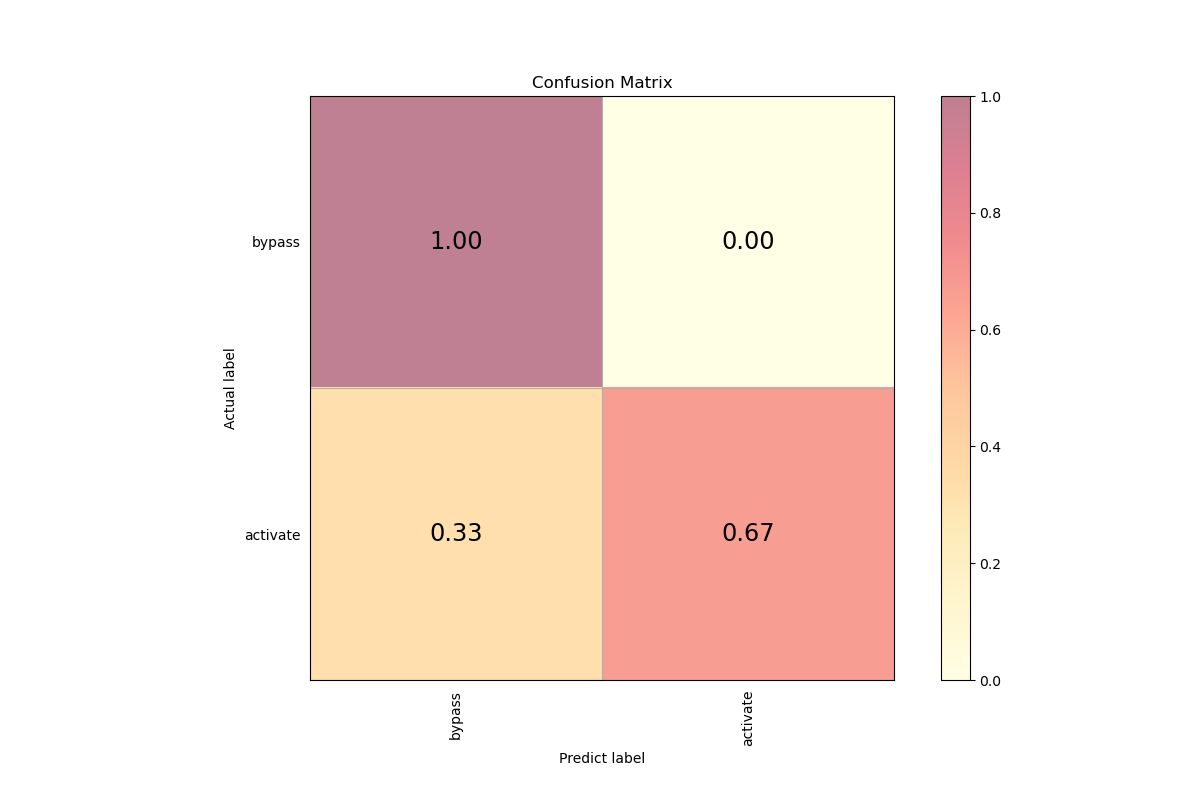 Confusion Matrix
1.0
0.8
0.6
0.4
0.2
0.0
bypass
1.00
0.00
Actual label
activate
0.33
0.67
bypass
activate
Predict label